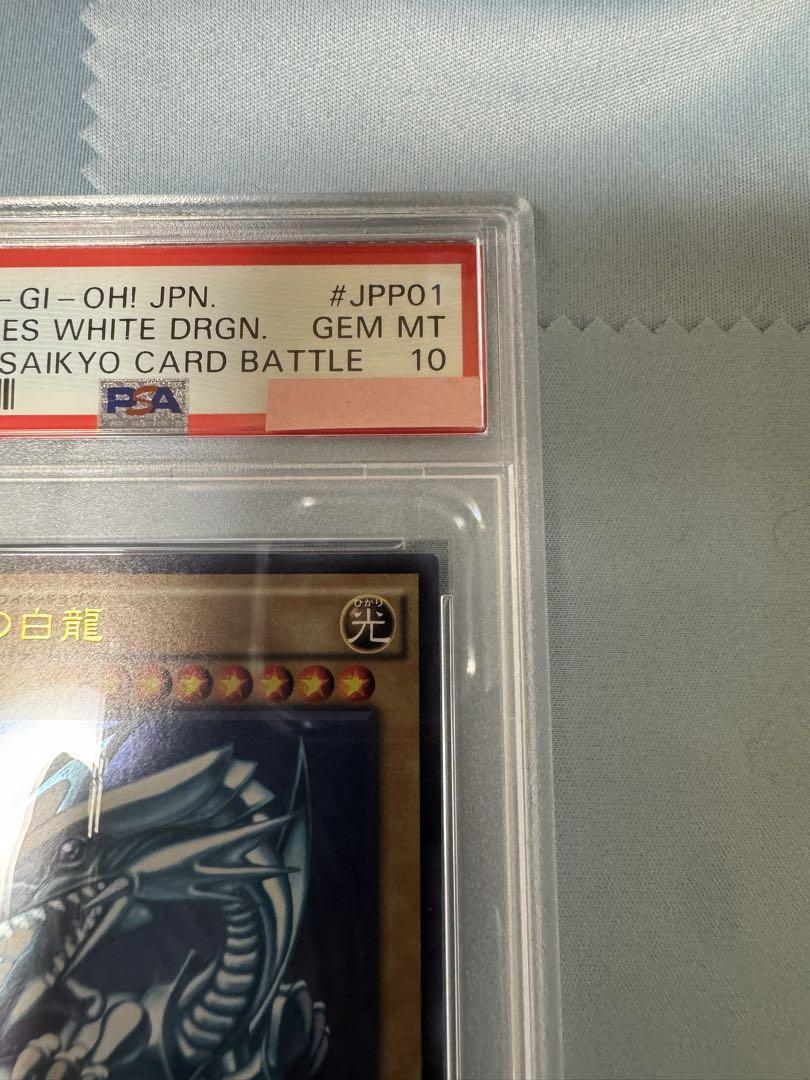 -GI-OH! JPN. #JPP01
ES WHITE DRGN. GEM MT
SAIKYO CARD BATTLE 10
PSA
の白龍
ひかり
光